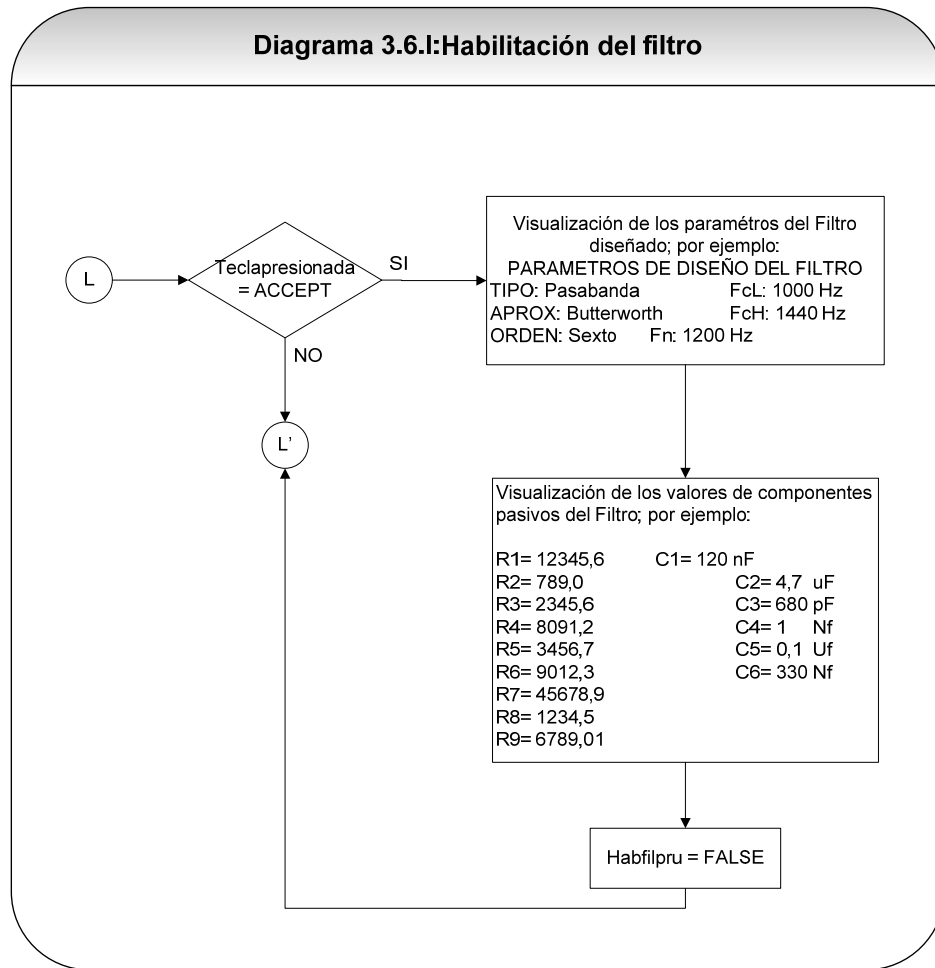 Diagrama 3.6.I:Habilitación del filtro
L
Teclapresionada
= ACCEPT
SI
NO
L'
Visualización de los paramétros del Filtro
diseñado; por ejemplo:
PARAMETROS DE DISEÑO DEL FILTRO
TIPO: Pasabanda FcL: 1000 Hz
APROX: Butterworth FcH: 1440 Hz
ORDEN: Sexto Fn: 1200 Hz
Visualización de los valores de componentes
pasivos del Filtro; por ejemplo:
R1= 12345,6 C1= 120 nF
R2= 789,0 C2= 4,7 uF
R3= 2345,6 C3= 680 pF
R4= 8091,2 C4= 1 Nf
R5= 3456,7 C5= 0,1 Uf
R6= 9012,3 C6= 330 Nf
R7= 45678,9
R8= 1234,5
R9= 6789,01
Habfilpru = FALSE